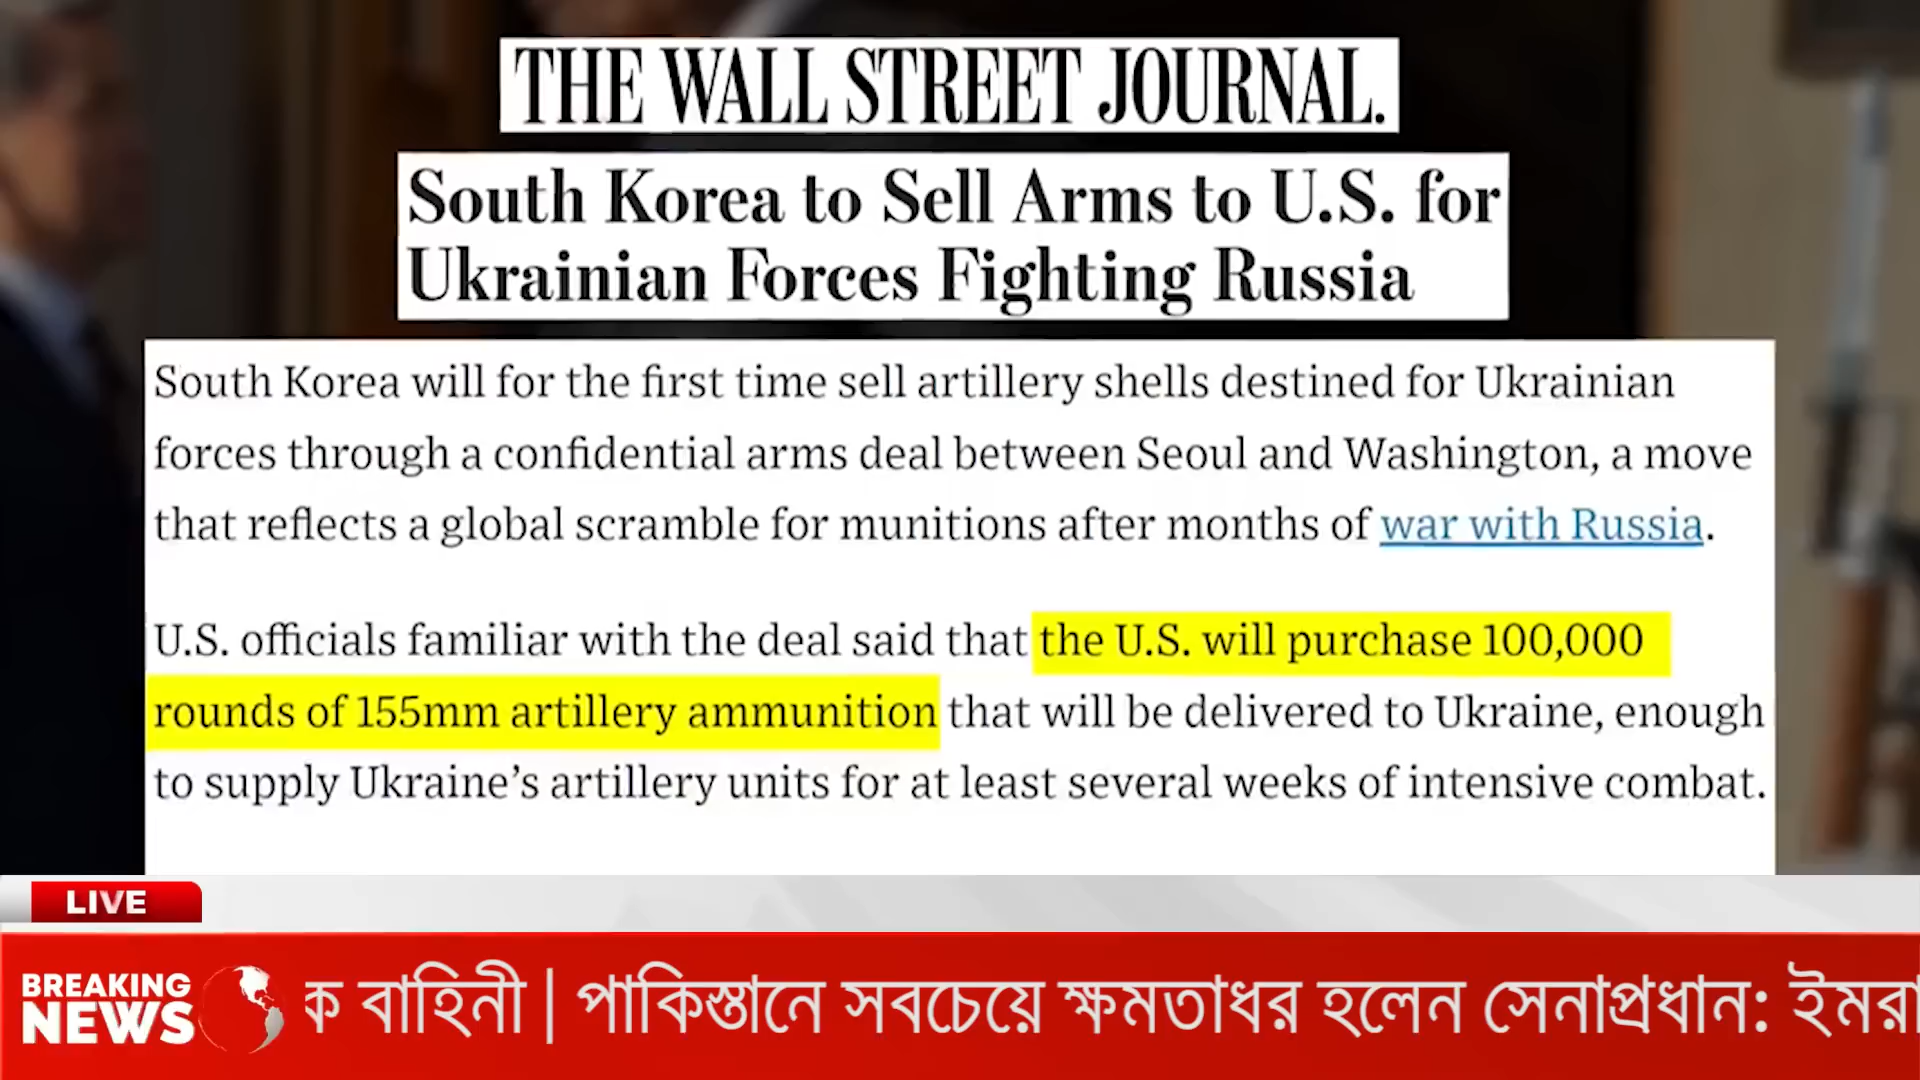 THE WALL STREET JOURNAL.
South Korea to Sell Arms to U.S. for
Ukrainian Forces Fighting Russia
South Korea will for the first time sell artillery shells destined for Ukrainian
forces through a confidential arms deal between Seoul and Washington, a move
that reflects a global scramble for munitions after months of war with Russia.
U.S. officials familiar with the deal said that the U.S. will purchase 100,000
rounds of 155mm artillery ammunition that will be delivered to Ukraine, enough
to supply Ukraine’s artillery units for at least several weeks of intensive combat.
LIVE
BREAKING
NEWS
ক বাহিনী | পাকিস্তানে সবচেয়ে ক্ষমতাধর হলেন সেনাপ্রধান: ইমরা